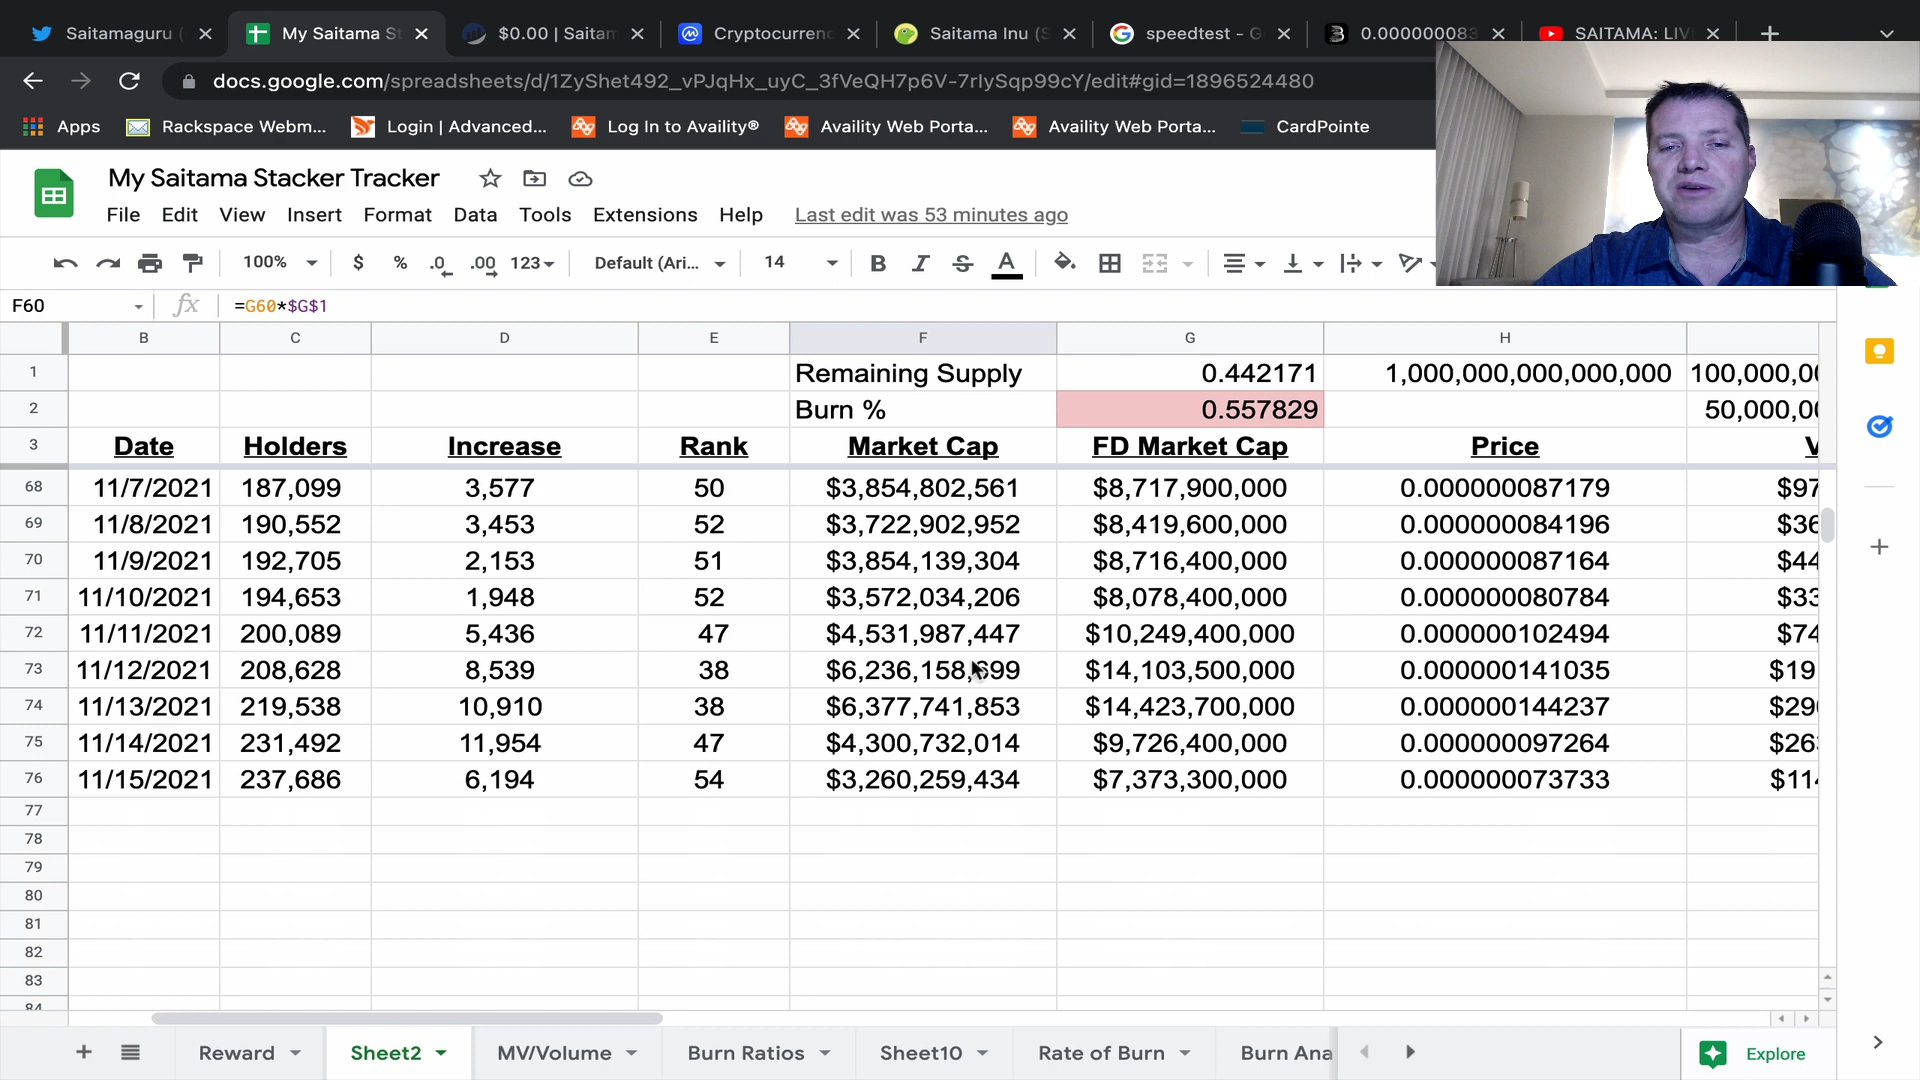 Saitamaguru (
My Saitama St
$0.00 | Saitam
Cryptocurrenc
Saitama Inu (S
speedtest - G
0.000000083
SAITAMA: LIV
docs.google.com/spreadsheets/d/1ZyShet492_vPJqHx_uyC_3fVeQH7p6V-7rlySqp99cY/edit#gid=1896524480
Apps
Rackspace Webm...
Login | Advanced...
Log In to Availity®
Availity Web Porta...
Availity Web Porta...
CardPointe
My Saitama Stacker Tracker
File Edit View Insert Format Data Tools Extensions Help Last edit was 53 minutes ago
100% $ % .0 .00 123 Default (Ari... 14 B I S A
F60 fx =G60*$G$1
B C D E F G H
1 Remaining Supply 0.442171 1,000,000,000,000,000 100,000,0
2 Burn % 0.557829 50,000,0
3 Date Holders Increase Rank Market Cap FD Market Cap Price V
68 11/7/2021 187,099 3,577 50 $3,854,802,561 $8,717,900,000 0.000000087179 $97
69 11/8/2021 190,552 3,453 52 $3,722,902,952 $8,419,600,000 0.000000084196 $36
70 11/9/2021 192,705 2,153 51 $3,854,139,304 $8,716,400,000 0.000000087164 $44
71 11/10/2021 194,653 1,948 52 $3,572,034,206 $8,078,400,000 0.000000080784 $33
72 11/11/2021 200,089 5,436 47 $4,531,987,447 $10,249,400,000 0.000000102494 $74
73 11/12/2021 208,628 8,539 38 $6,236,158,699 $14,103,500,000 0.000000141035 $19
74 11/13/2021 219,538 10,910 38 $6,377,741,853 $14,423,700,000 0.000000144237 $29
75 11/14/2021 231,492 11,954 47 $4,300,732,014 $9,726,400,000 0.000000097264 $26
76 11/15/2021 237,686 6,194 54 $3,260,259,434 $7,373,300,000 0.000000073733 $11
77
78
79
80
81
82
83
84
Reward Sheet2 MV/Volume Burn Ratios Sheet10 Rate of Burn Burn Ana Explore